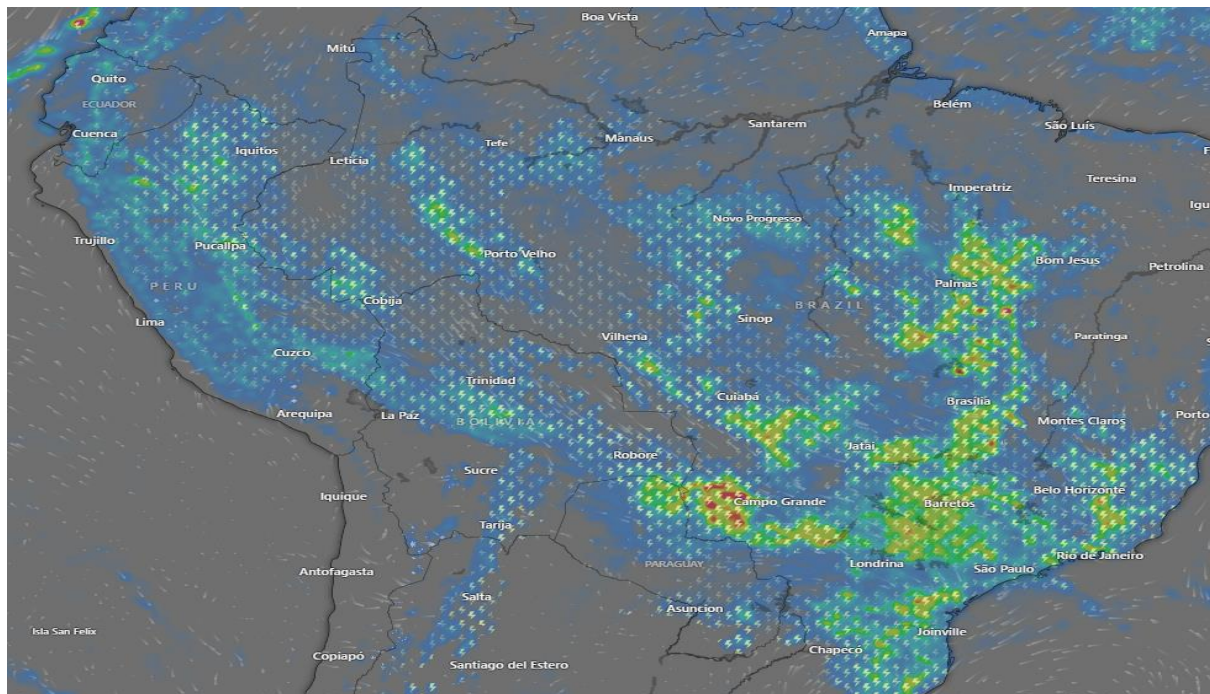 Boa Vista
Amapa
Mitú
Quito
ECUADOR
Belém
Cuenca
Santarem
São Luís
Manaus
Tefe
Iquitos
Leticia
F
Teresina
Imperatriz
Igu
Novo Progresso
Trujillo
Pucallpa
Porto Velho
Bom Jesus
Petrolina
PERU
Palmas
Cobija
BRAZIL
Lima
Sinop
Vilhena
Paratinga
S
Cuzco
Trinidad
Cuiabá
Brasília
Arequipa
La Paz
Porto
BOLIVIA
Montes Claros
Jataí
Robore
Sucre
Belo Horizonte
Iquique
Campo Grande
Barretos
Tarija
Rio de Janeiro
PARAGUAY
Londrina
São Paulo
Antofagasta
Salta
Asuncion
Isla San Felix
Joinville
Chapecó
Copiapó
Santiago del Estero